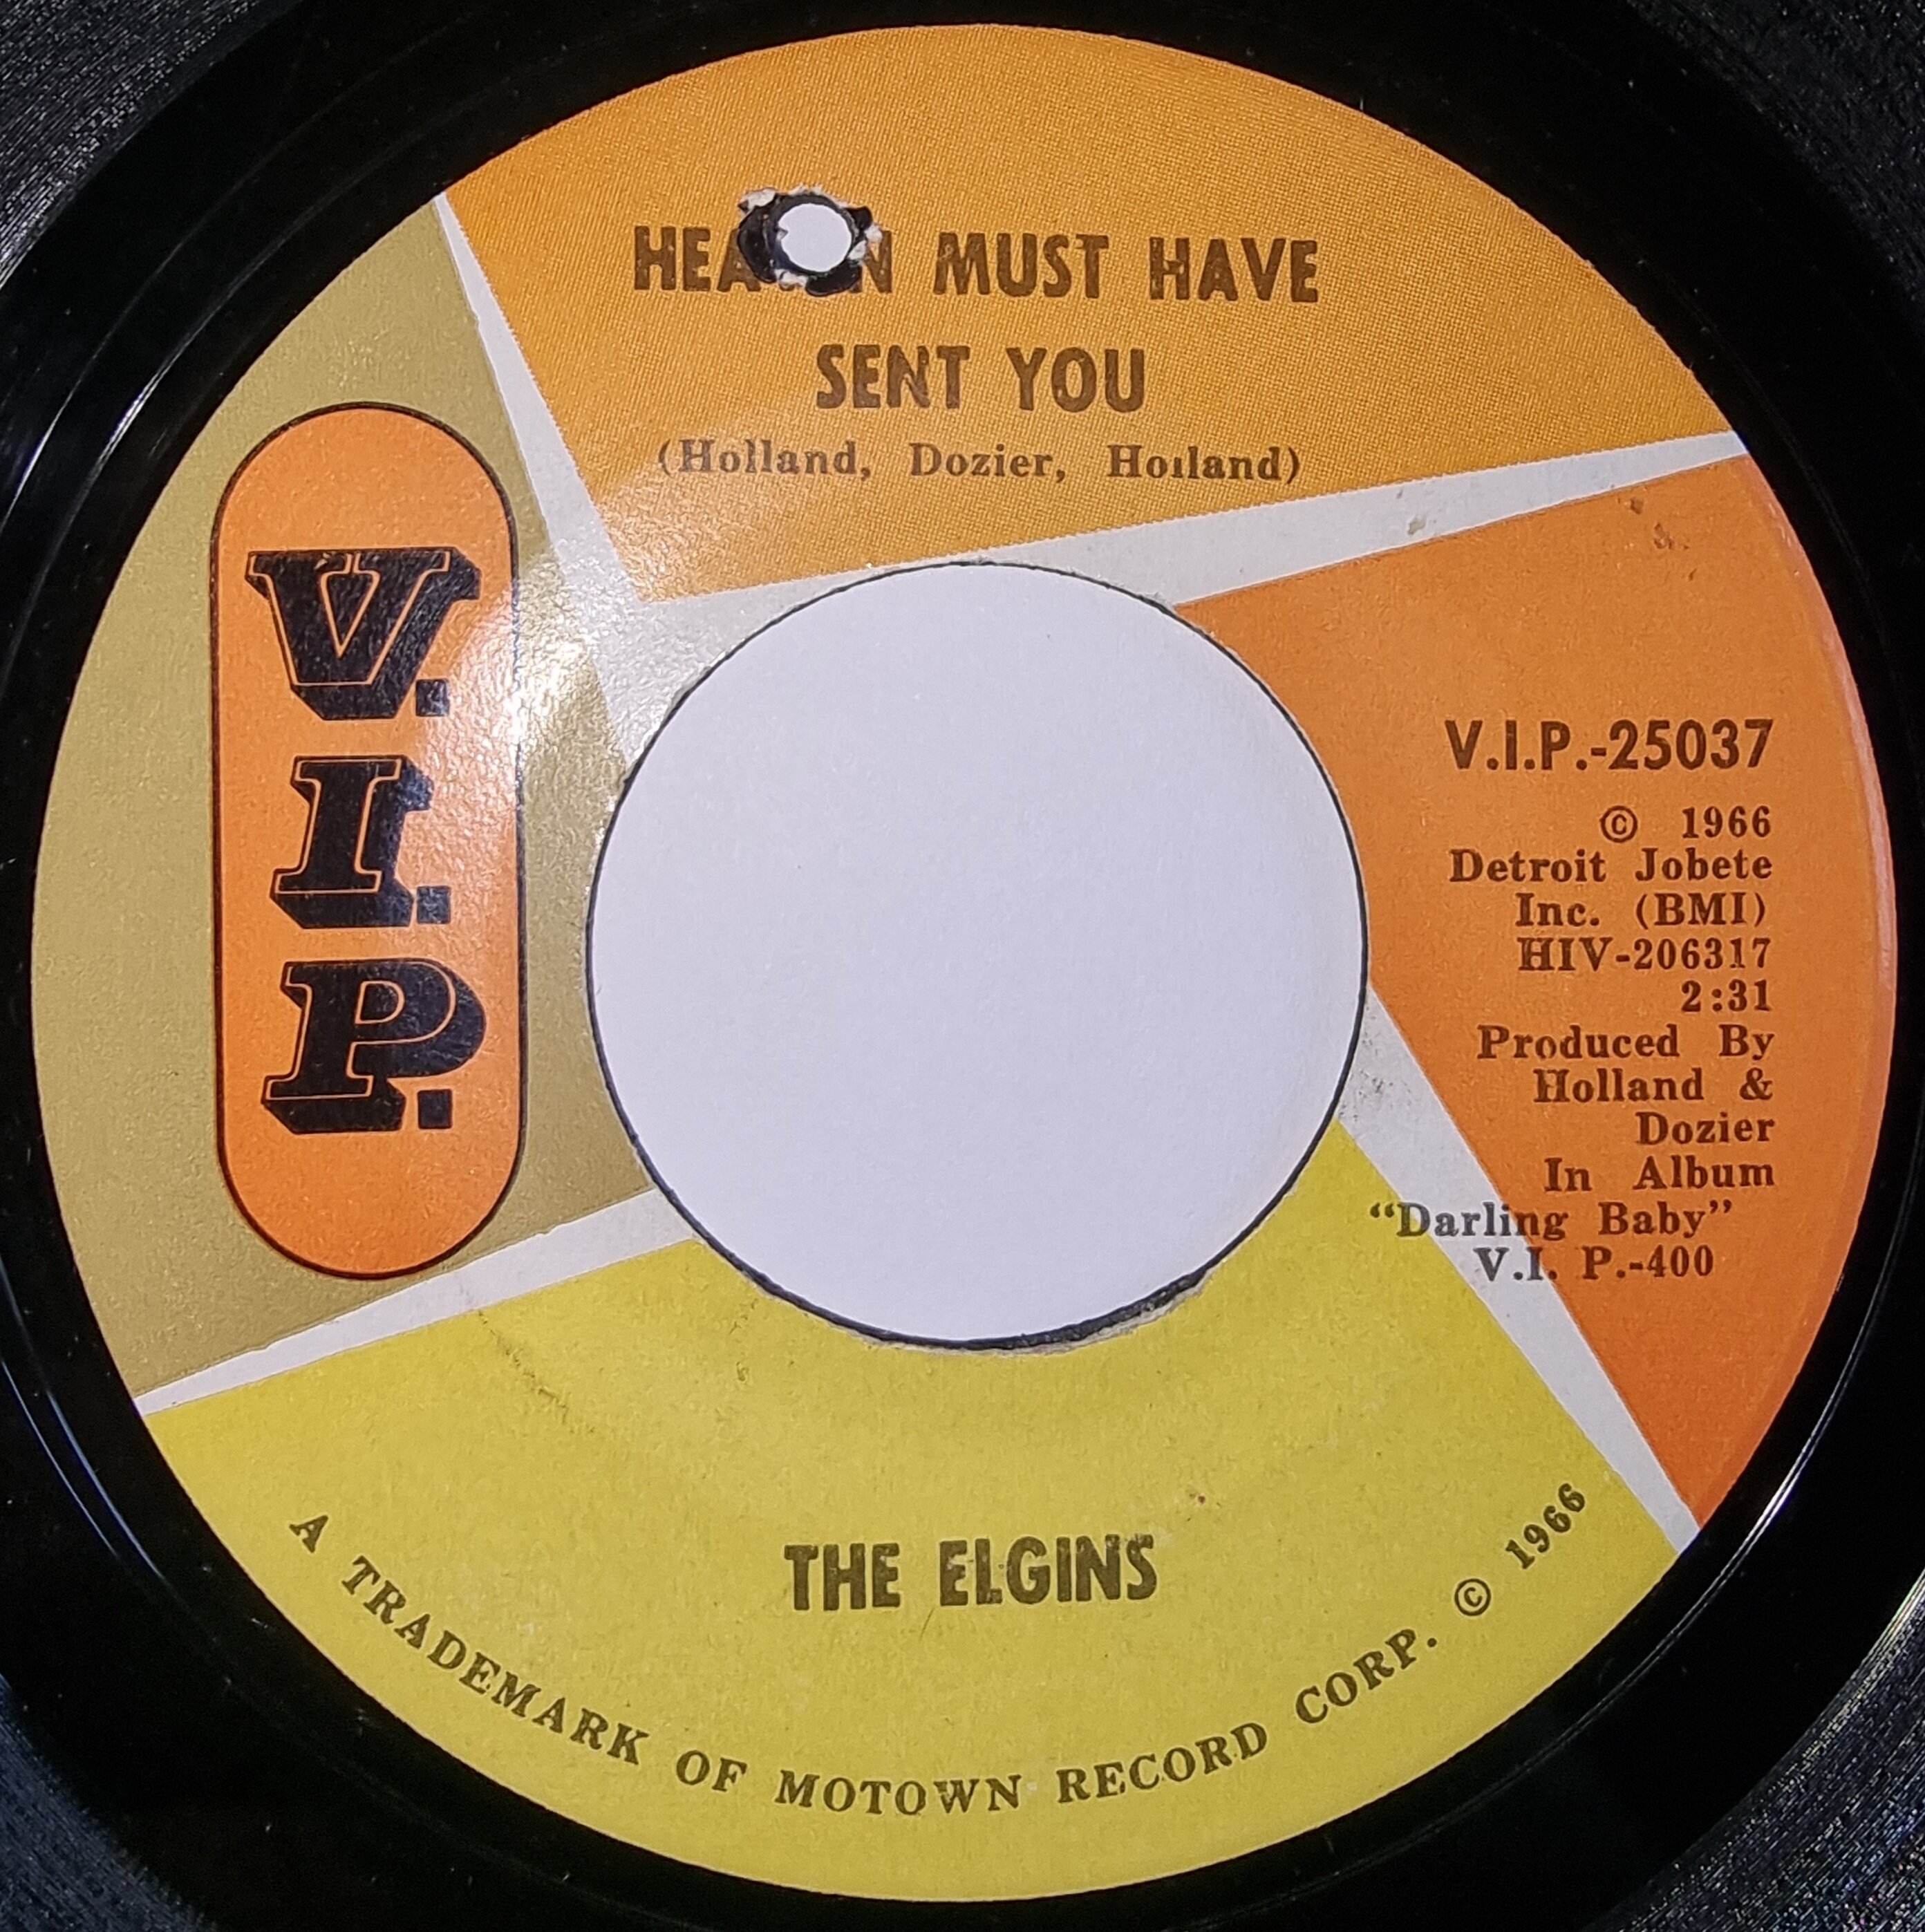 HEA N MUST HAVE
SENT YOU
(Holland, Dozier, Holland)
V.
I.
P.
V.I.P.-25037
© 1966
Detroit Jobete
Inc. (BMI)
HIV-206317
2:31
Produced By
Holland &
Dozier
In Album
“Darling Baby”
V.I. P.-400
THE ELGINS
A TRADEMARK OF MOTOWN RECORD CORP. © 1966